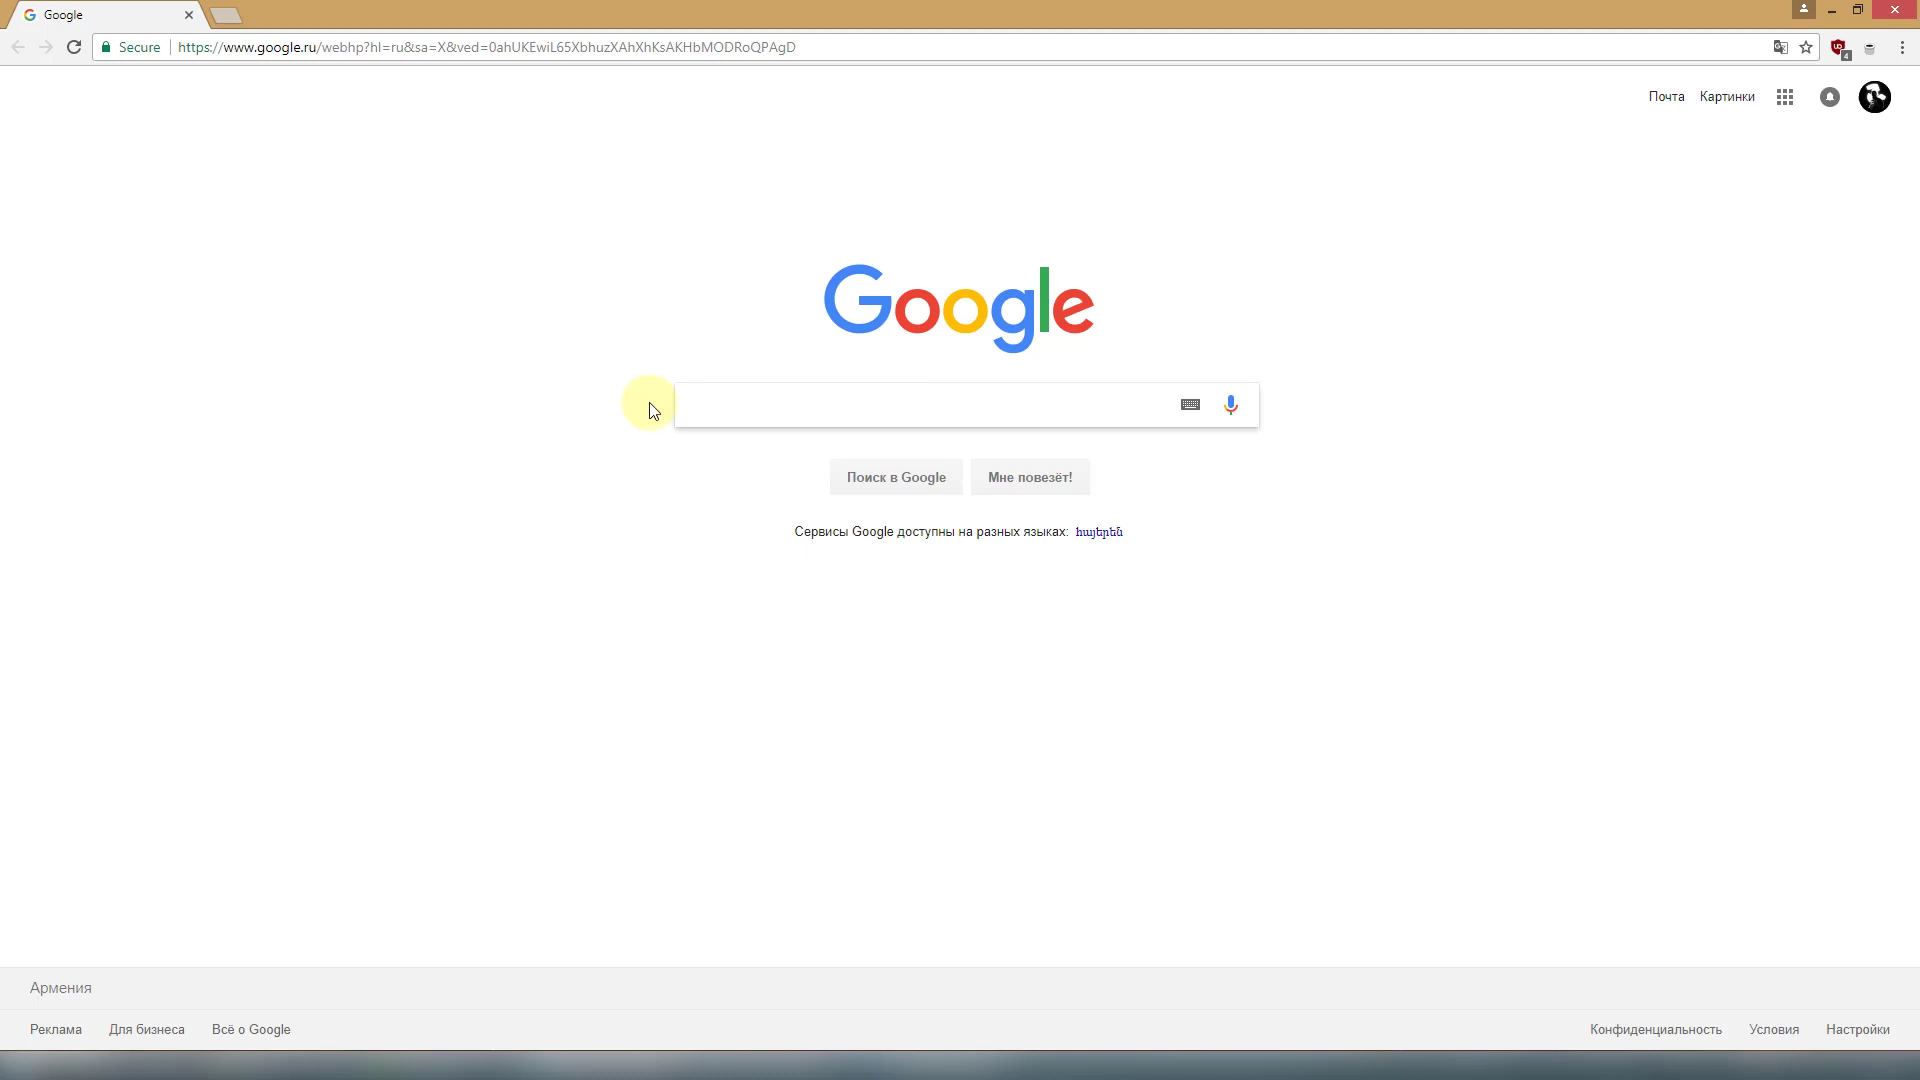 Google
Secure https://www.google.ru/webhp?hl=ru&sa=X&ved=0ahUKEwiL65XbhuzXAhXhKsAKHbMODRoQPAgD
4
Почта Картинки
Google
Поиск в Google Мне повезёт!
Сервисы Google доступны на разных языках: հայերեն
Армения
Реклама Для бизнеса Всё о Google Конфиденциальность Условия Настройки